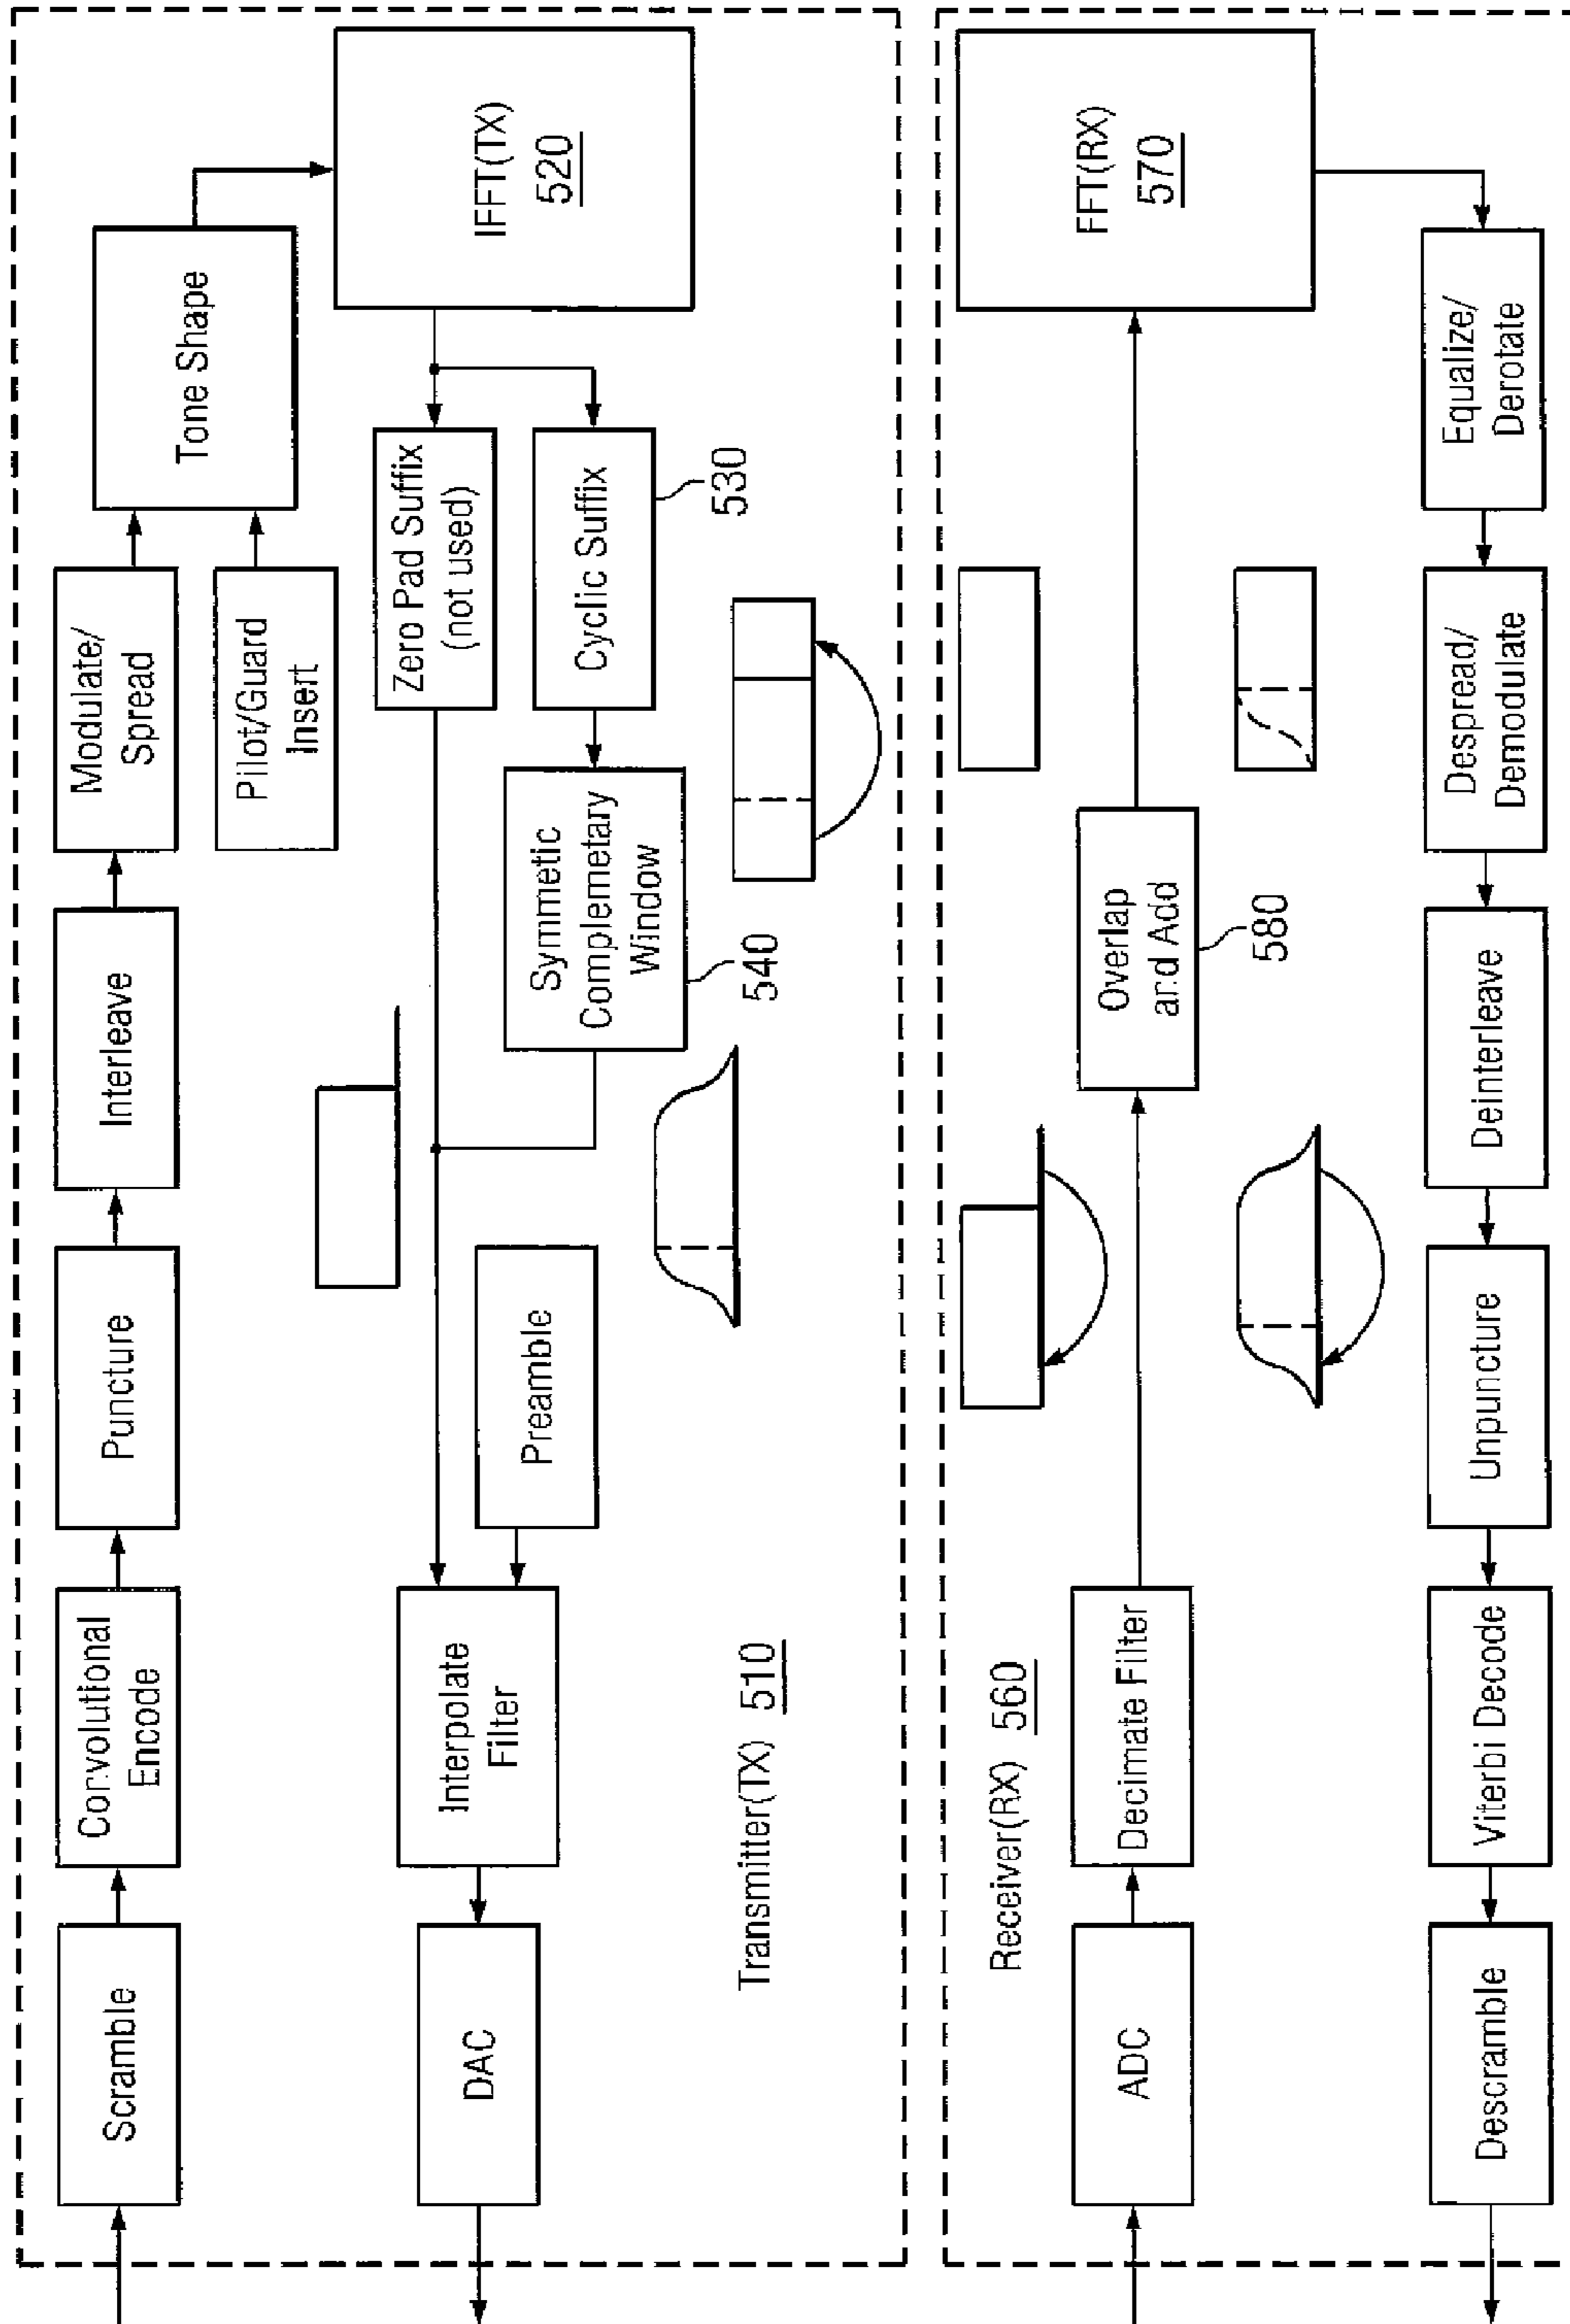 Scramble
Convolutional
Encode
Puncture
Interleave
Modulate/
Spread
Pilot/Guard
Insert
Tone Shape
IFFT(TX)
520
Zero Pad Suffix
(not used)
Cyclic Suffix
530
Symmetic
Complemetary
Window
540
Preamble
Interpolate
Filter
DAC
Transmitter(TX) 510
Receiver(RX) 560
ADC
Decimate Filter
Overlap
and Add
580
FFT(RX)
570
Equalize/
Derotate
Despread/
Demodulate
Deinterleave
Unpuncture
Viterbi Decode
Descramble